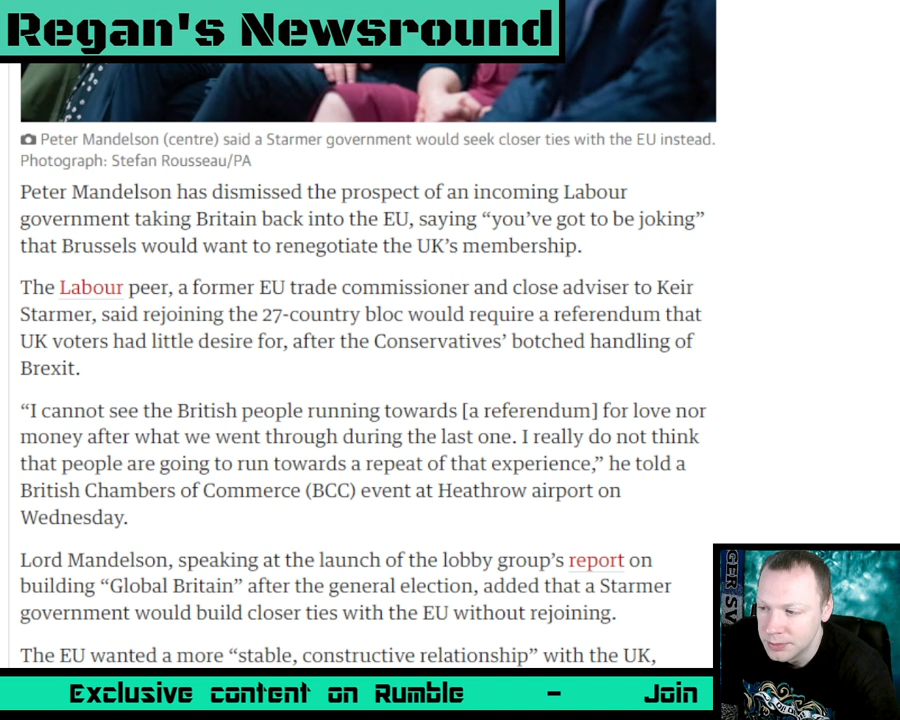 Regan's Newsround
Peter Mandelson (centre) said a Starmer government would seek closer ties with the EU instead.
Photograph: Stefan Rousseau/PA
Peter Mandelson has dismissed the prospect of an incoming Labour
government taking Britain back into the EU, saying “you’ve got to be joking”
that Brussels would want to renegotiate the UK’s membership.
The Labour peer, a former EU trade commissioner and close adviser to Keir
Starmer, said rejoining the 27-country bloc would require a referendum that
UK voters had little desire for, after the Conservatives’ botched handling of
Brexit.
“I cannot see the British people running towards [a referendum] for love nor
money after what we went through during the last one. I really do not think
that people are going to run towards a repeat of that experience,” he told a
British Chambers of Commerce (BCC) event at Heathrow airport on
Wednesday.
Lord Mandelson, speaking at the launch of the lobby group’s report on
building “Global Britain” after the general election, added that a Starmer
government would build closer ties with the EU without rejoining.
The EU wanted a more “stable, constructive relationship” with the UK,
Exclusive content on Rumble - Join